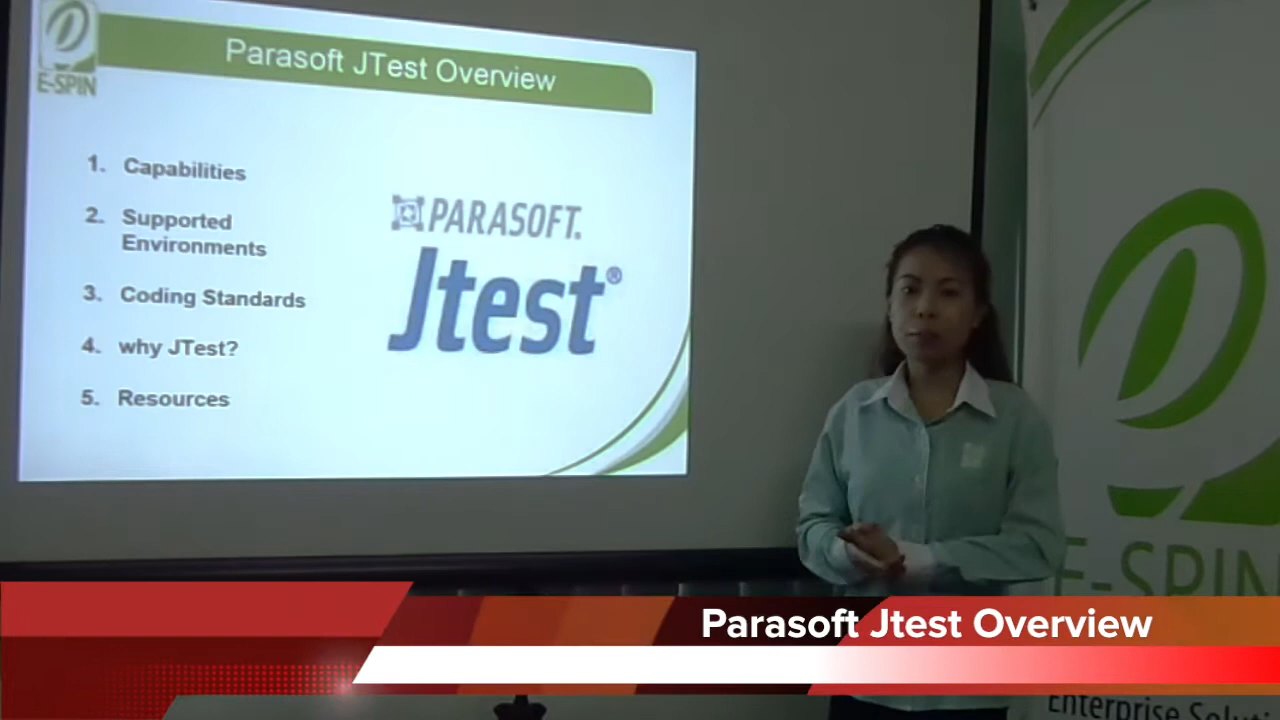 E-SPIN
Parasoft JTest Overview
1. Capabilities
2. Supported
Environments
3. Coding Standards
4. why JTest?
5. Resources
PARASOFT.
Jtest®
E-SPIN
Parasoft Jtest Overview
Enterprise